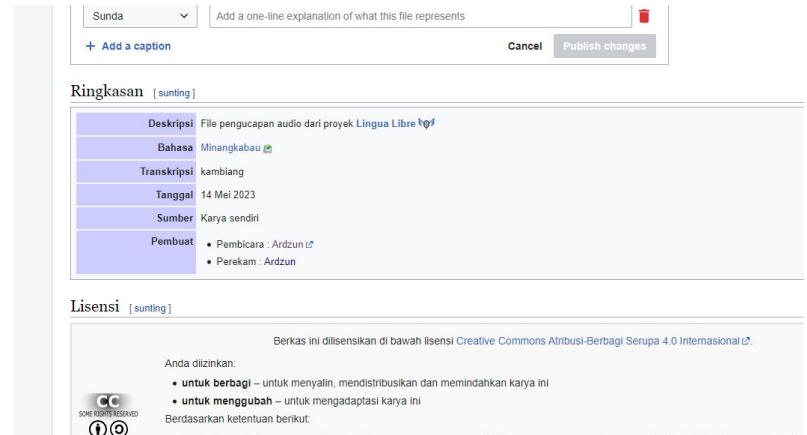 Sunda
Add a one-line explanation of what this file represents
+ Add a caption
Cancel
Publish changes
Ringkasan [ sunting ]
Deskripsi File pengucapan audio dari proyek Lingua Libre
Bahasa Minangkabau
Transkripsi kambiang
Tanggal 14 Mei 2023
Sumber Karya sendiri
Pembuat • Pembicara : Ardzun
• Perekam : Ardzun
Lisensi [ sunting ]
Berkas ini dilisensikan di bawah lisensi Creative Commons Atribusi-Berbagi Serupa 4.0 Internasional.
Anda diizinkan:
• untuk berbagi – untuk menyalin, mendistribusikan dan memindahkan karya ini
• untuk menggubah – untuk mengadaptasi karya ini
CC
SOME RIGHTS RESERVED
Berdasarkan ketentuan berikut: